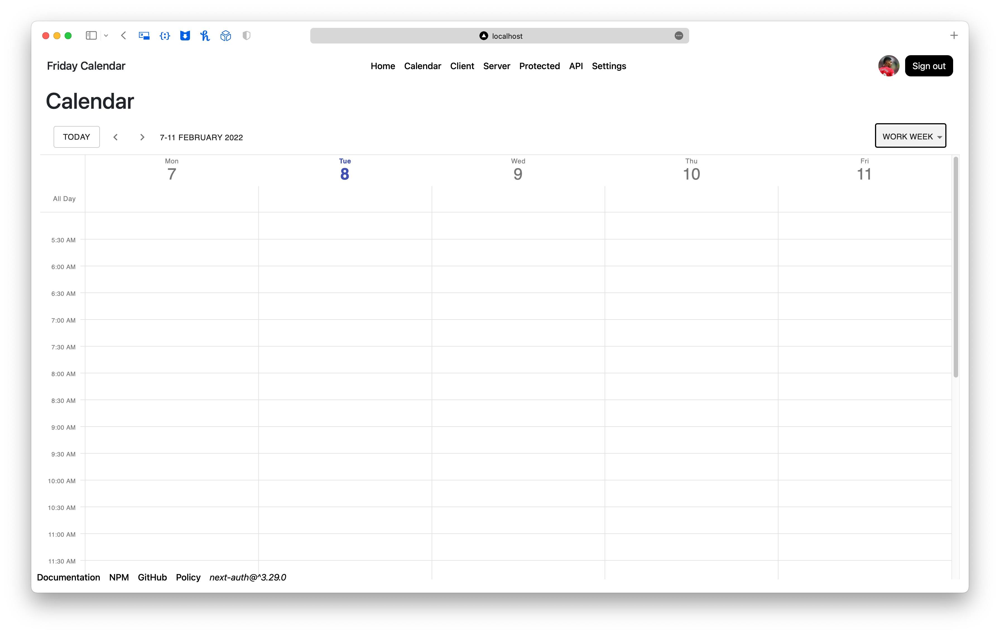 localhost
Friday Calendar
Home Calendar Client Server Protected API Settings
Sign out
Calendar
TODAY
7-11 FEBRUARY 2022
WORK WEEK
Mon Tue Wed Thu Fri
7 8 9 10 11
All Day
5:30 AM
6:00 AM
6:30 AM
7:00 AM
7:30 AM
8:00 AM
8:30 AM
9:00 AM
9:30 AM
10:00 AM
10:30 AM
11:00 AM
11:30 AM
Documentation NPM GitHub Policy next-auth@^3.29.0